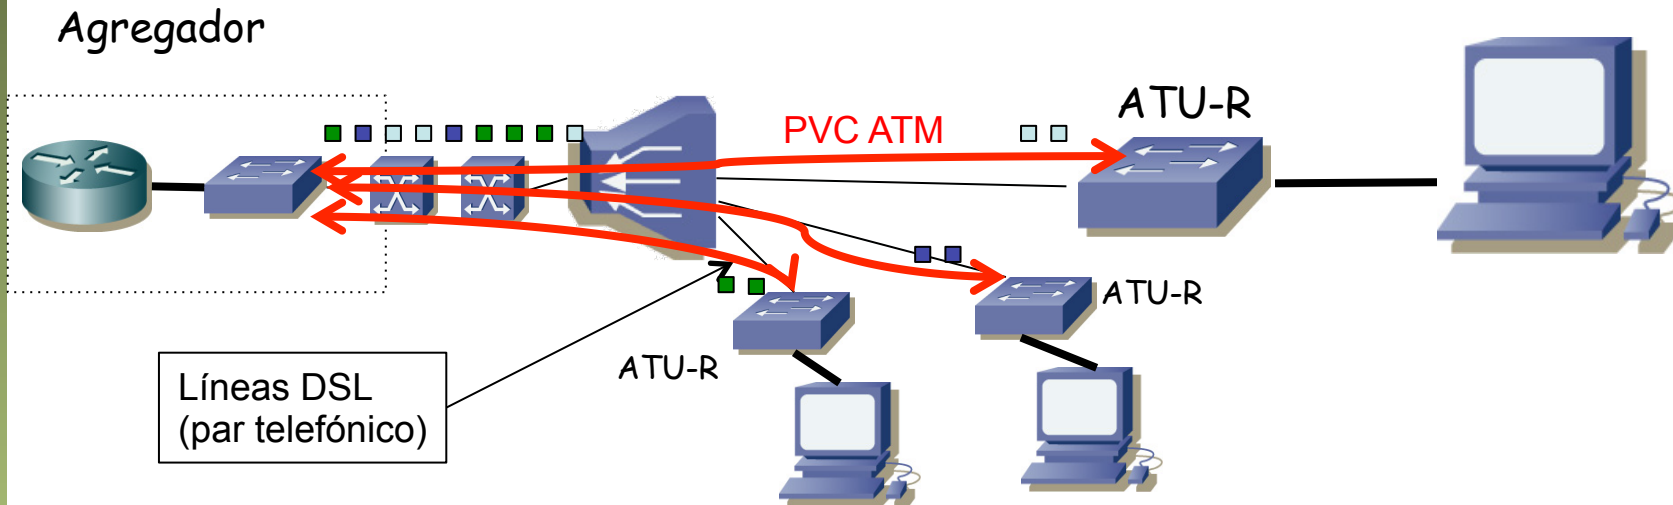 Agregador
ATU-R
PVC ATM
ATU-R
ATU-R
Líneas DSL
(par telefónico)